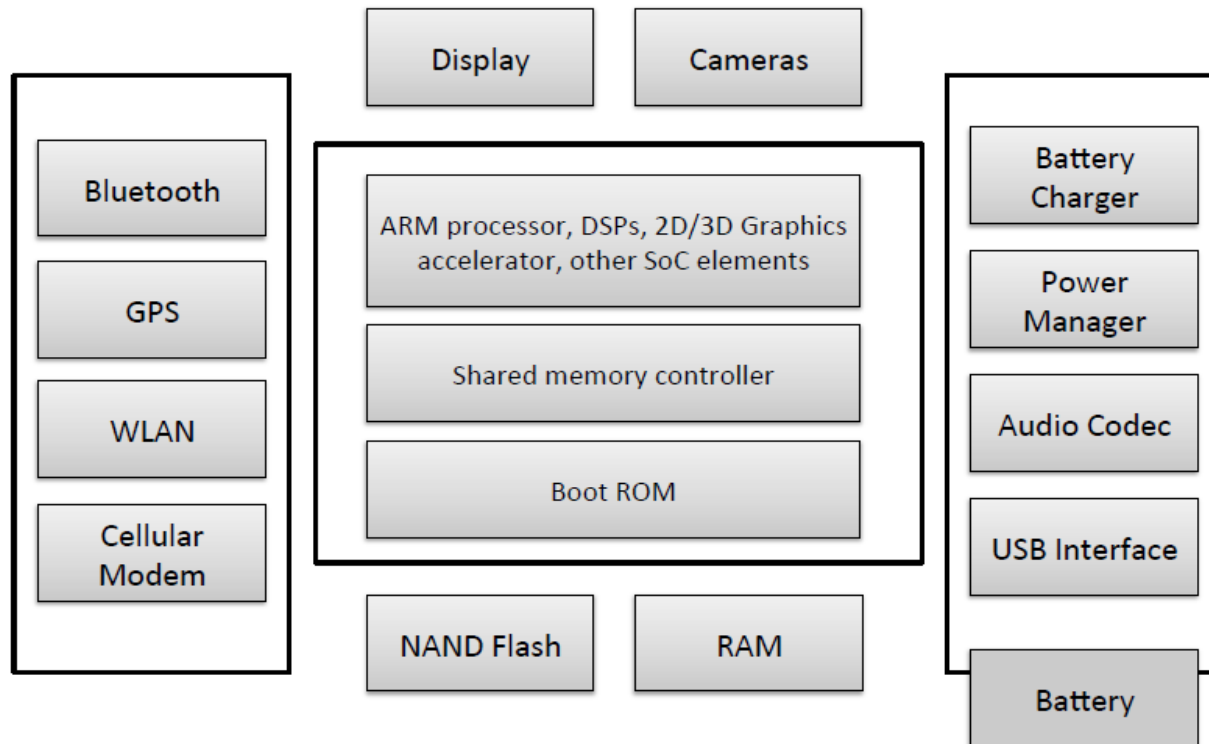 Display
Cameras
Bluetooth
GPS
WLAN
Cellular
Modem
ARM processor, DSPs, 2D/3D Graphics
accelerator, other SoC elements
Shared memory controller
Boot ROM
NAND Flash
RAM
Battery
Charger
Power
Manager
Audio Codec
USB Interface
Battery